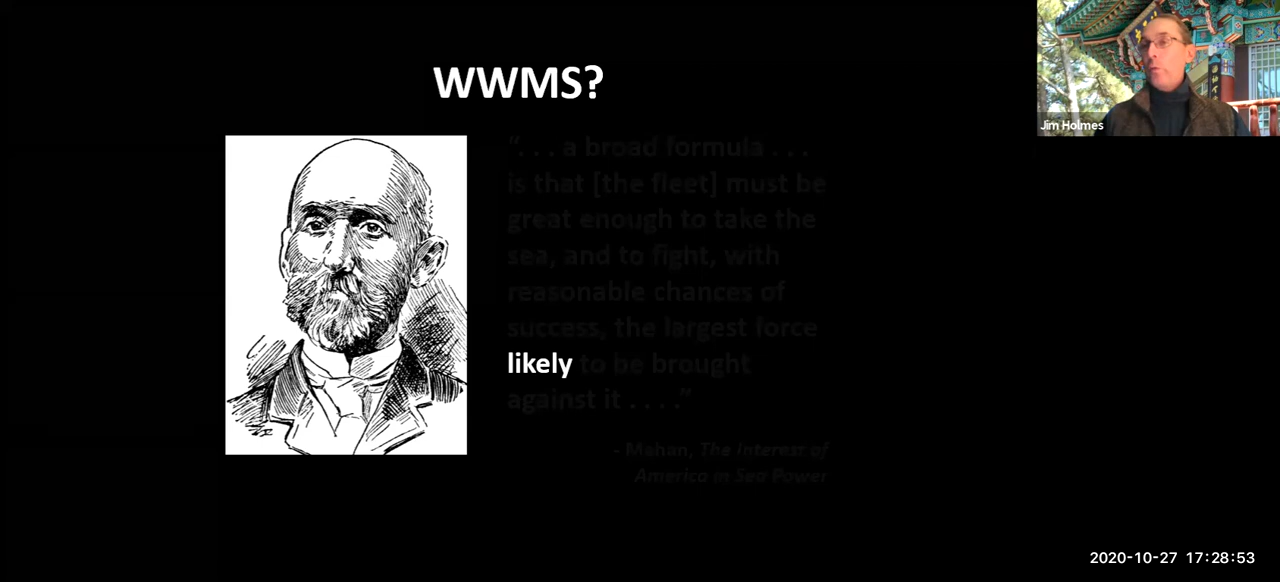 WWMS?
Jim Holmes
“. . . a broad formula . . .
is that [the fleet] must be
great enough to take the
sea, and to fight, with
reasonable chances of
success, the largest force
likely to be brought
against it . . . .”
- Mahan, The Interest of
America in Sea Power
2020-10-27 17:28:53